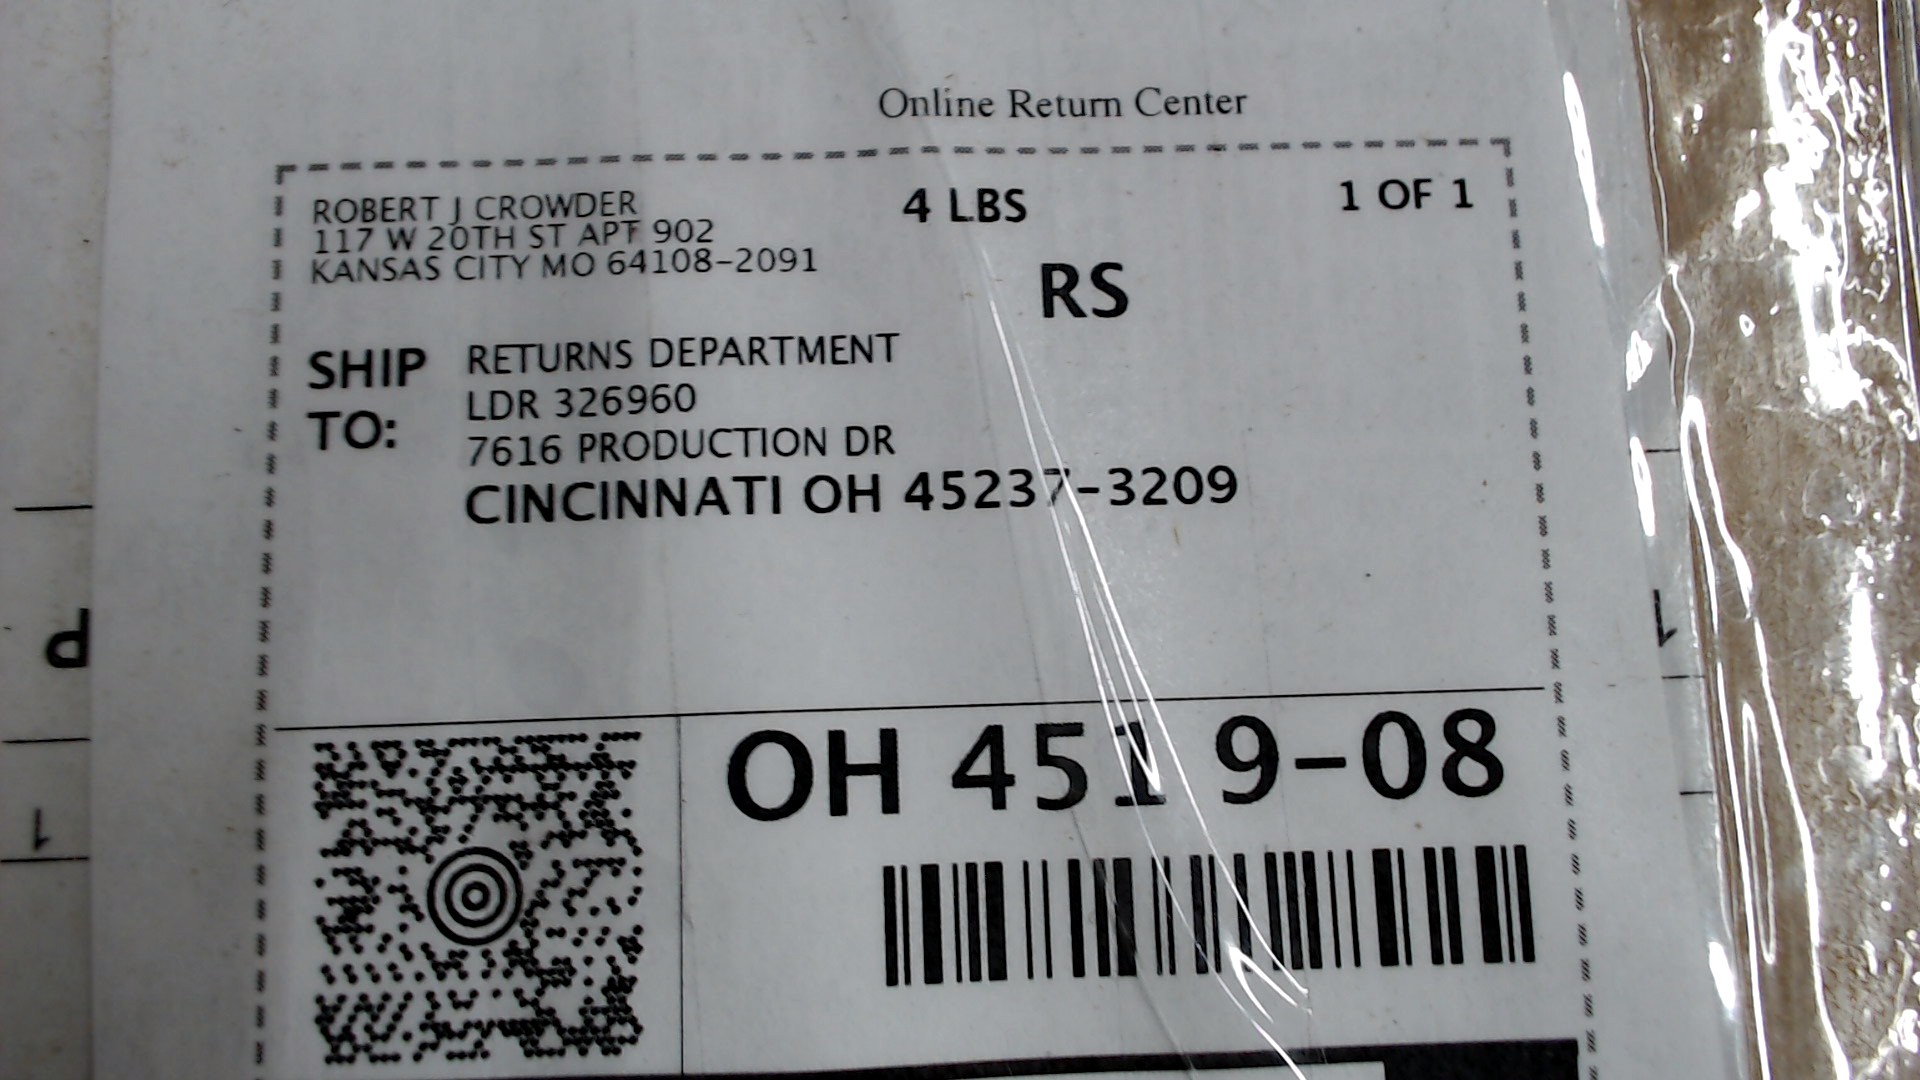 Online Return Center
ROBERT J CROWDER
117 W 20TH ST APT 902
KANSAS CITY MO 64108-2091
4 LBS
1 OF 1
RS
SHIP TO:
RETURNS DEPARTMENT
LDR 326960
7616 PRODUCTION DR
CINCINNATI OH 45237-3209
OH 451 9-08
P
1
1